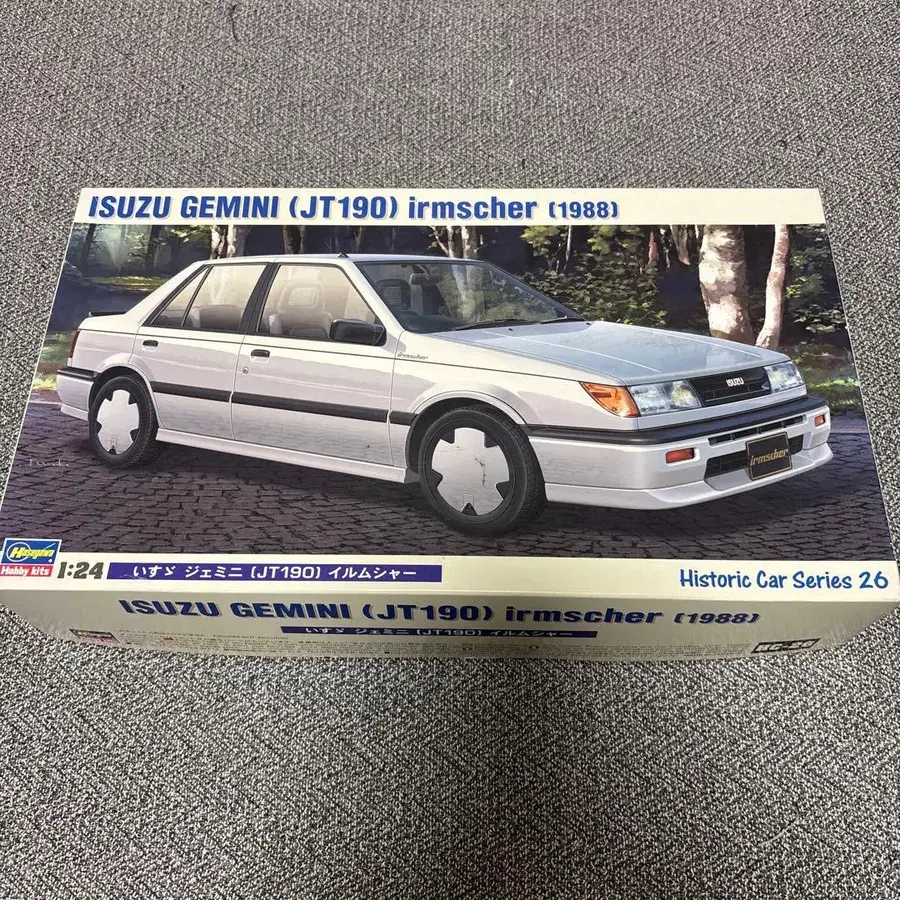 ISUZU GEMINI (JT190) irmscher (1988)
irmscher
ISUZU
irmscher
Hasegawa
Hobby kits
1:24
いすゞ ジェミニ (JT190) イルムシャー
Historic Car Series 26
ISUZU GEMINI (JT190) irmscher (1988)
いすゞ ジェミニ (JT190) イルムシャー
Hasegawa